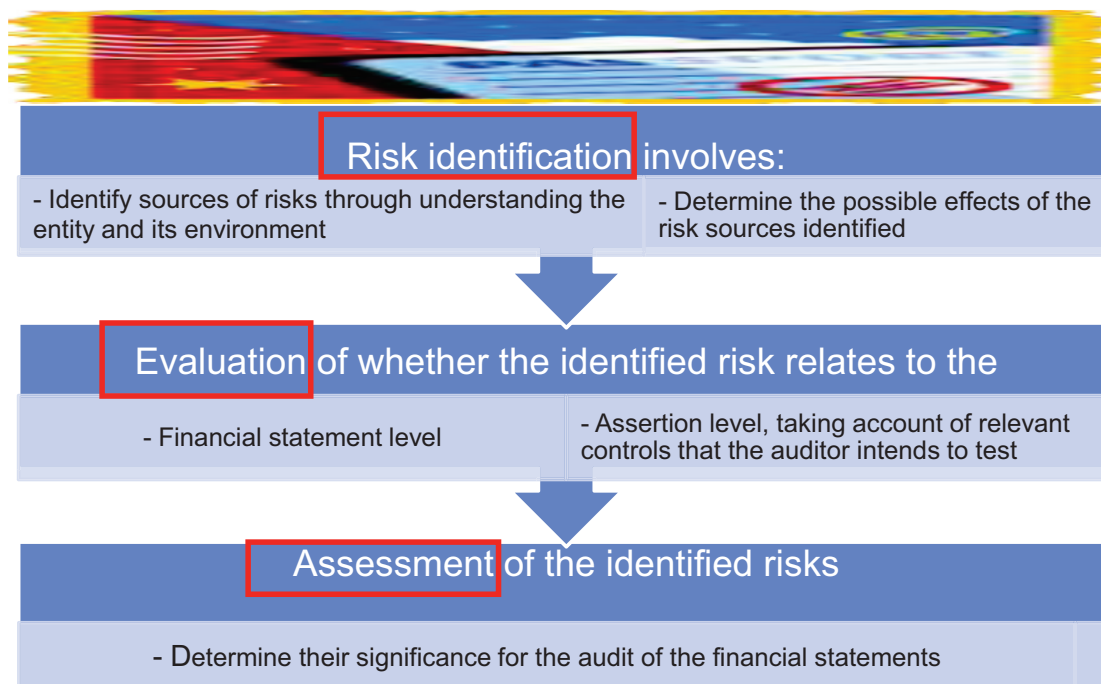 Risk identification involves:
- Identify sources of risks through understanding the
entity and its environment
- Determine the possible effects of the
risk sources identified
Evaluation of whether the identified risk relates to the
- Financial statement level
- Assertion level, taking account of relevant
controls that the auditor intends to test
Assessment of the identified risks
- Determine their significance for the audit of the financial statements